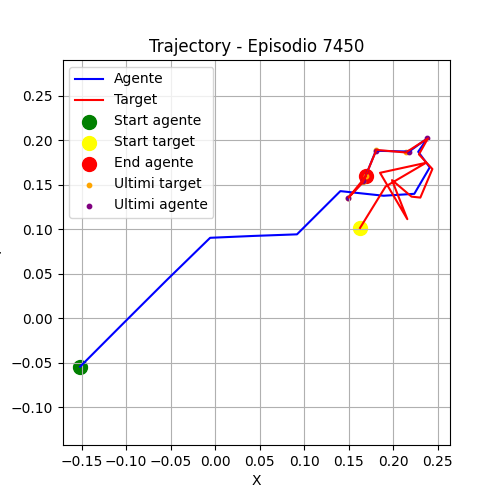 Trajectory - Episodio 7450
Agente
Target
Start agente
Start target
End agente
Ultimi target
Ultimi agente
0.25
0.20
0.15
0.10
0.05
0.00
−0.05
−0.10
−0.15 −0.10 −0.05 0.00 0.05 0.10 0.15 0.20 0.25
X